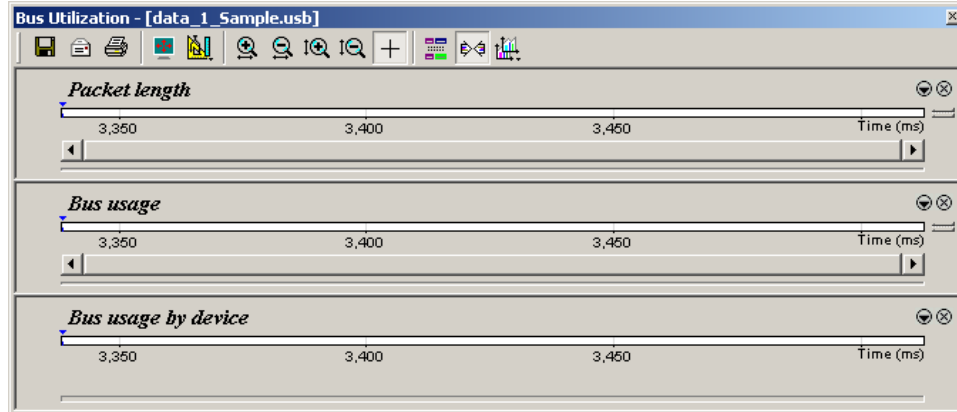 Bus Utilization - [data_1_Sample.usb]
Packet length
3,350 3,400 3,450 Time (ms)
Bus usage
3,350 3,400 3,450 Time (ms)
Bus usage by device
3,350 3,400 3,450 Time (ms)